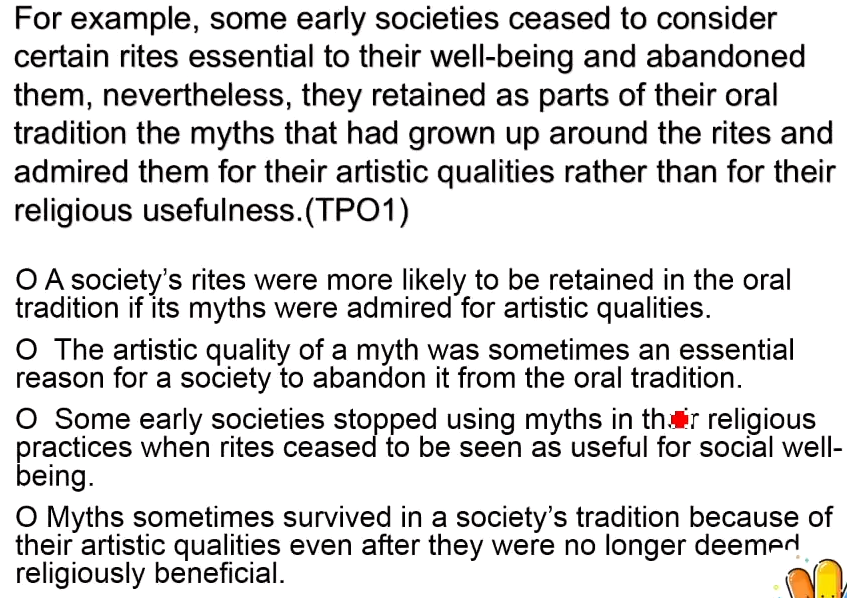 For example, some early societies ceased to consider
certain rites essential to their well-being and abandoned
them, nevertheless, they retained as parts of their oral
tradition the myths that had grown up around the rites and
admired them for their artistic qualities rather than for their
religious usefulness.(TPO1)
O A society's rites were more likely to be retained in the oral
tradition if its myths were admired for artistic qualities.
O The artistic quality of a myth was sometimes an essential
reason for a society to abandon it from the oral tradition.
O Some early societies stopped using myths in their religious
practices when rites ceased to be seen as useful for social well-
being.
O Myths sometimes survived in a society's tradition because of
their artistic qualities even after they were no longer deemed
religiously beneficial.